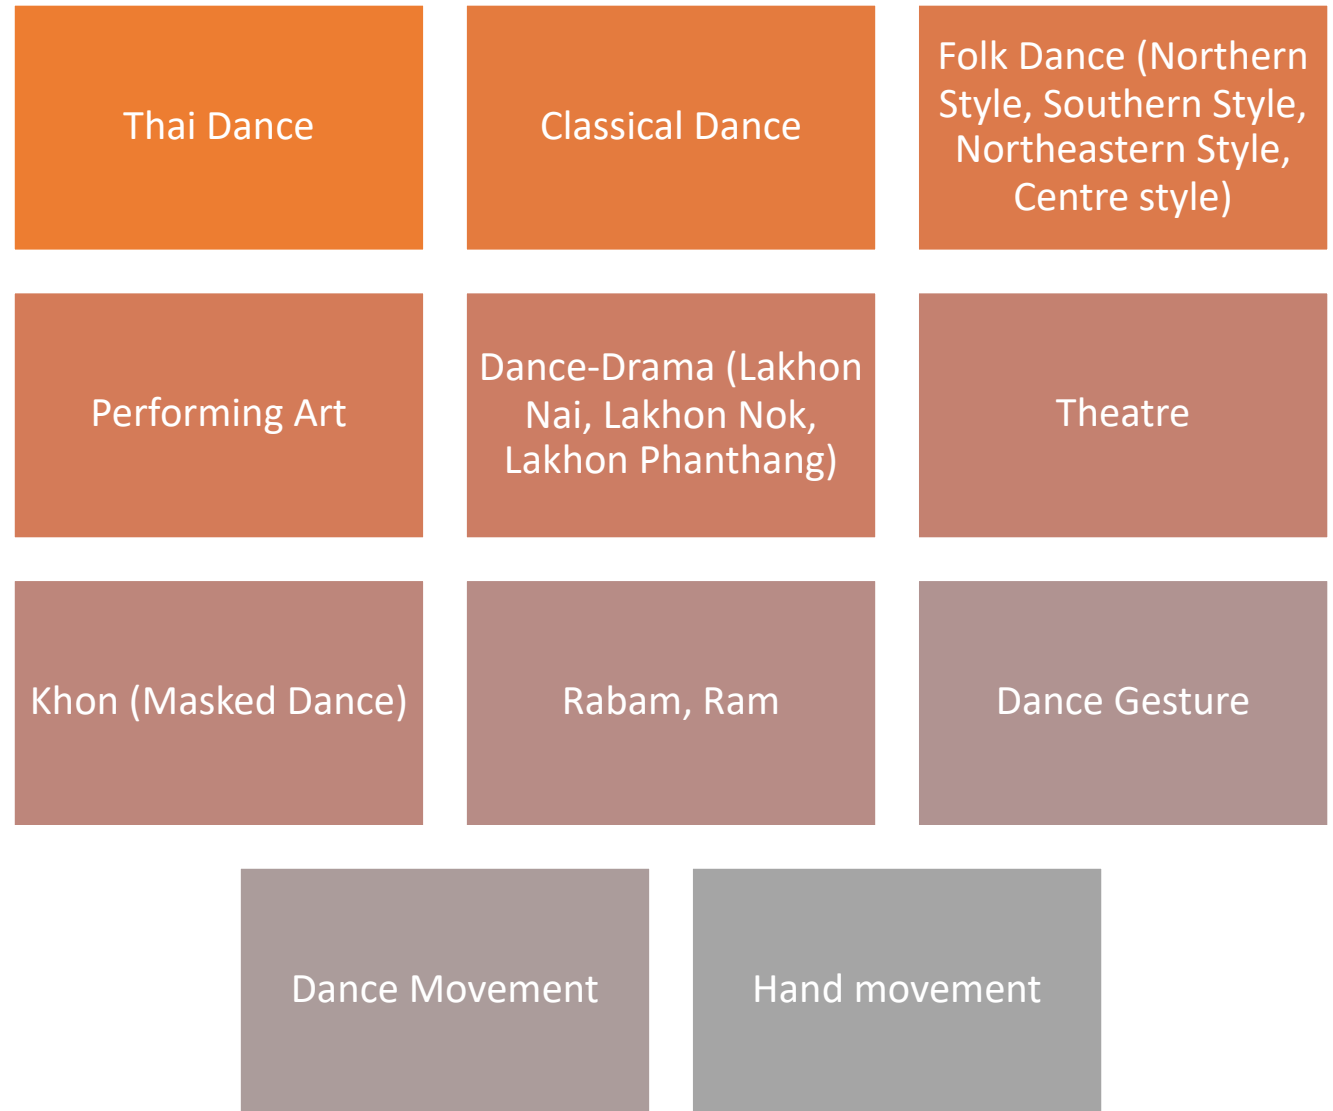 Thai Dance
Classical Dance
Folk Dance (Northern
Style, Southern Style,
Northeastern Style,
Centre style)
Performing Art
Dance-Drama (Lakhon
Nai, Lakhon Nok,
Lakhon Phanthang)
Theatre
Khon (Masked Dance)
Rabam, Ram
Dance Gesture
Dance Movement
Hand movement